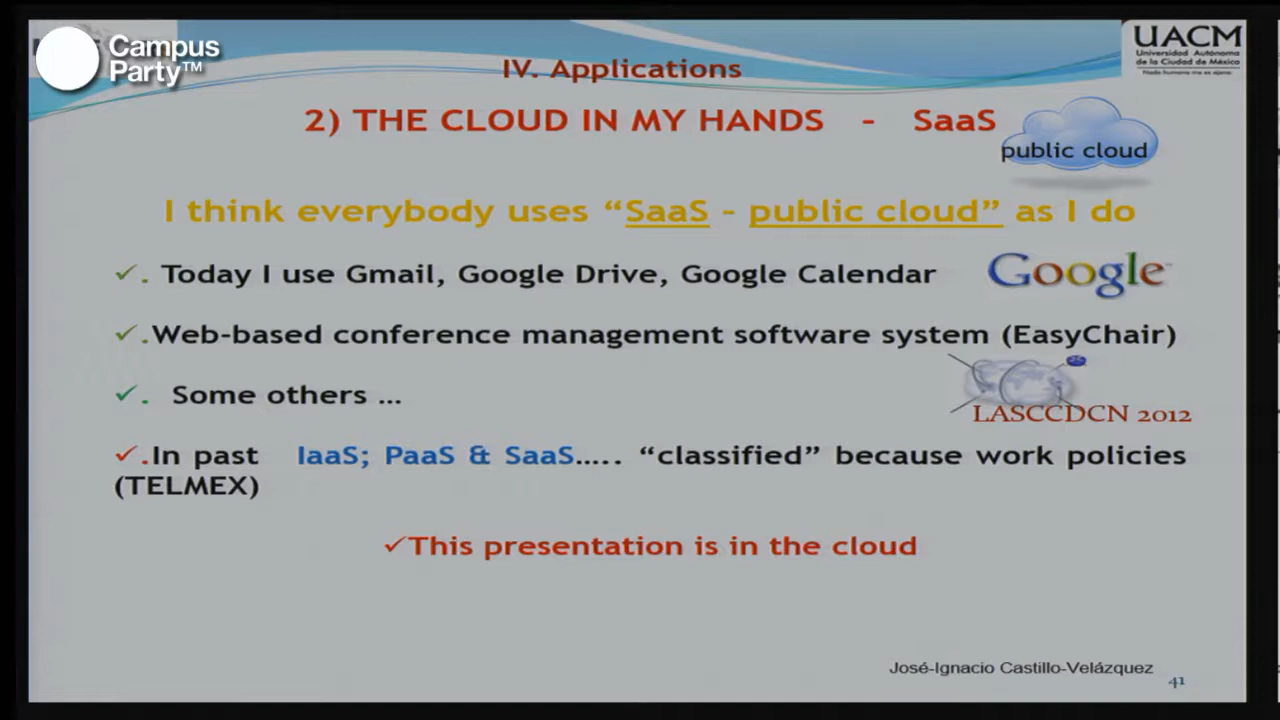 Campus
Party™
UACM
Universidad Autónoma
de la Ciudad de México
Nada humano me es ajeno
IV. Applications
2) THE CLOUD IN MY HANDS - SaaS
public cloud
I think everybody uses “SaaS - public cloud” as I do
✓. Today I use Gmail, Google Drive, Google Calendar
Google™
✓.Web-based conference management software system (EasyChair)
✓. Some others …
LASCCDCN 2012
✓.In past IaaS; PaaS & SaaS….. “classified” because work policies
(TELMEX)
✓This presentation is in the cloud
José-Ignacio Castillo-Velázquez
41